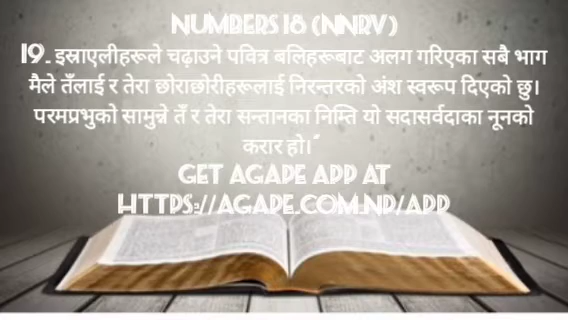 NUMBERS 18 (NNRV)
19. इस्राएलीहरूले चढ़ाउने पवित्र बलिहरूबाट अलग गरिएका सबै भाग
मैले तँलाई र तेरा छोराछोरीहरूलाई निरन्तरको अंश स्वरूप दिएको छु।
परमप्रभुको सामुन्ने तँ र तेरा सन्तानका निम्ति यो सदासर्वदाका नूनको
करार हो।”
GET AGAPE APP AT
HTTPS://AGAPE.COM.NP/APP